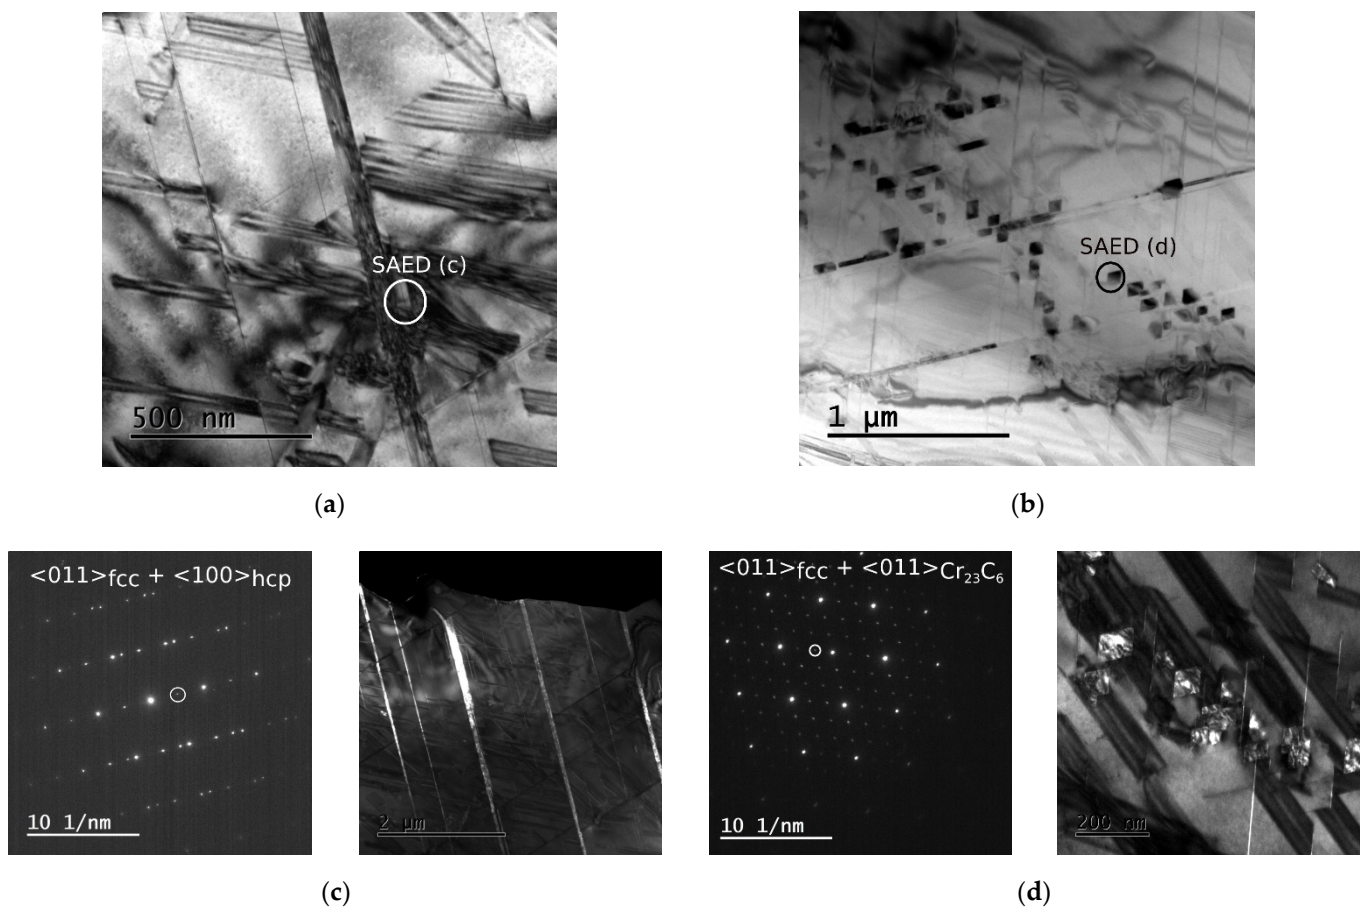 SAED (c)
500 nm
(a)
SAED (d)
1 μm
(b)
<011>fcc + <100>hcp
10 1/nm
2 μm
(c)
<011>fcc + <011>Cr₂₃C₆
10 1/nm
200 nm
(d)